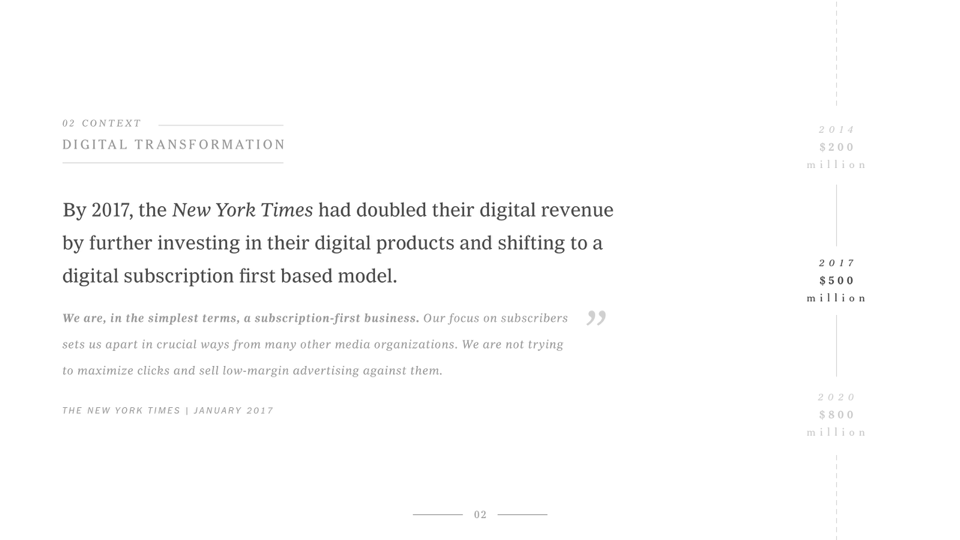 02 CONTEXT
DIGITAL TRANSFORMATION
By 2017, the New York Times had doubled their digital revenue
by further investing in their digital products and shifting to a
digital subscription first based model.
We are, in the simplest terms, a subscription-first business. Our focus on subscribers
sets us apart in crucial ways from many other media organizations. We are not trying
to maximize clicks and sell low-margin advertising against them.
”
THE NEW YORK TIMES | JANUARY 2017
2014
$200
million
2017
$500
million
2020
$800
million
02